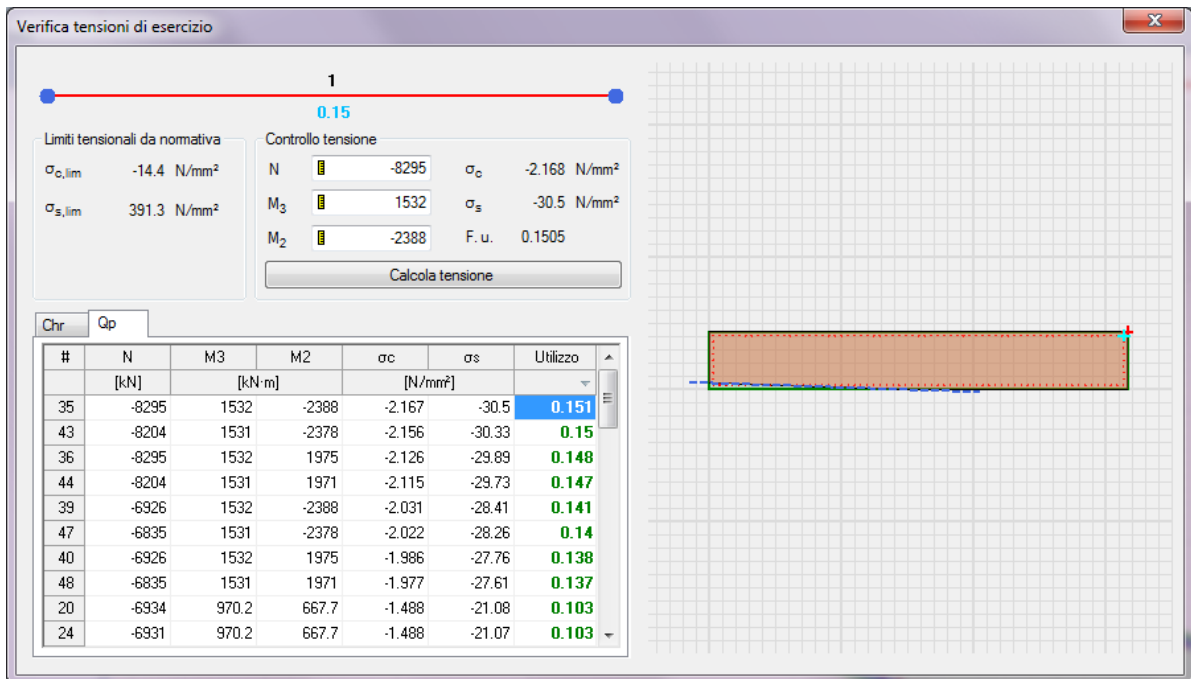 Verifica tensioni di esercizio
1
0.15
Limiti tensionali da normativa
σc,lim -14.4 N/mm²
σs,lim 391.3 N/mm²
Controllo tensione
N -8295 σc -2.168 N/mm²
M3 1532 σs -30.5 N/mm²
M2 -2388 F. u. 0.1505
Calcola tensione
Chr Qp
# N M3 M2 σc σs Utilizzo
[kN] [kN·m] [N/mm²]
35 -8295 1532 -2388 -2.167 -30.5 0.151
43 -8204 1531 -2378 -2.156 -30.33 0.15
36 -8295 1532 1975 -2.126 -29.89 0.148
44 -8204 1531 1971 -2.115 -29.73 0.147
39 -6926 1532 -2388 -2.031 -28.41 0.141
47 -6835 1531 -2378 -2.022 -28.26 0.14
40 -6926 1532 1975 -1.986 -27.76 0.138
48 -6835 1531 1971 -1.977 -27.61 0.137
20 -6934 970.2 667.7 -1.488 -21.08 0.103
24 -6931 970.2 667.7 -1.488 -21.07 0.103